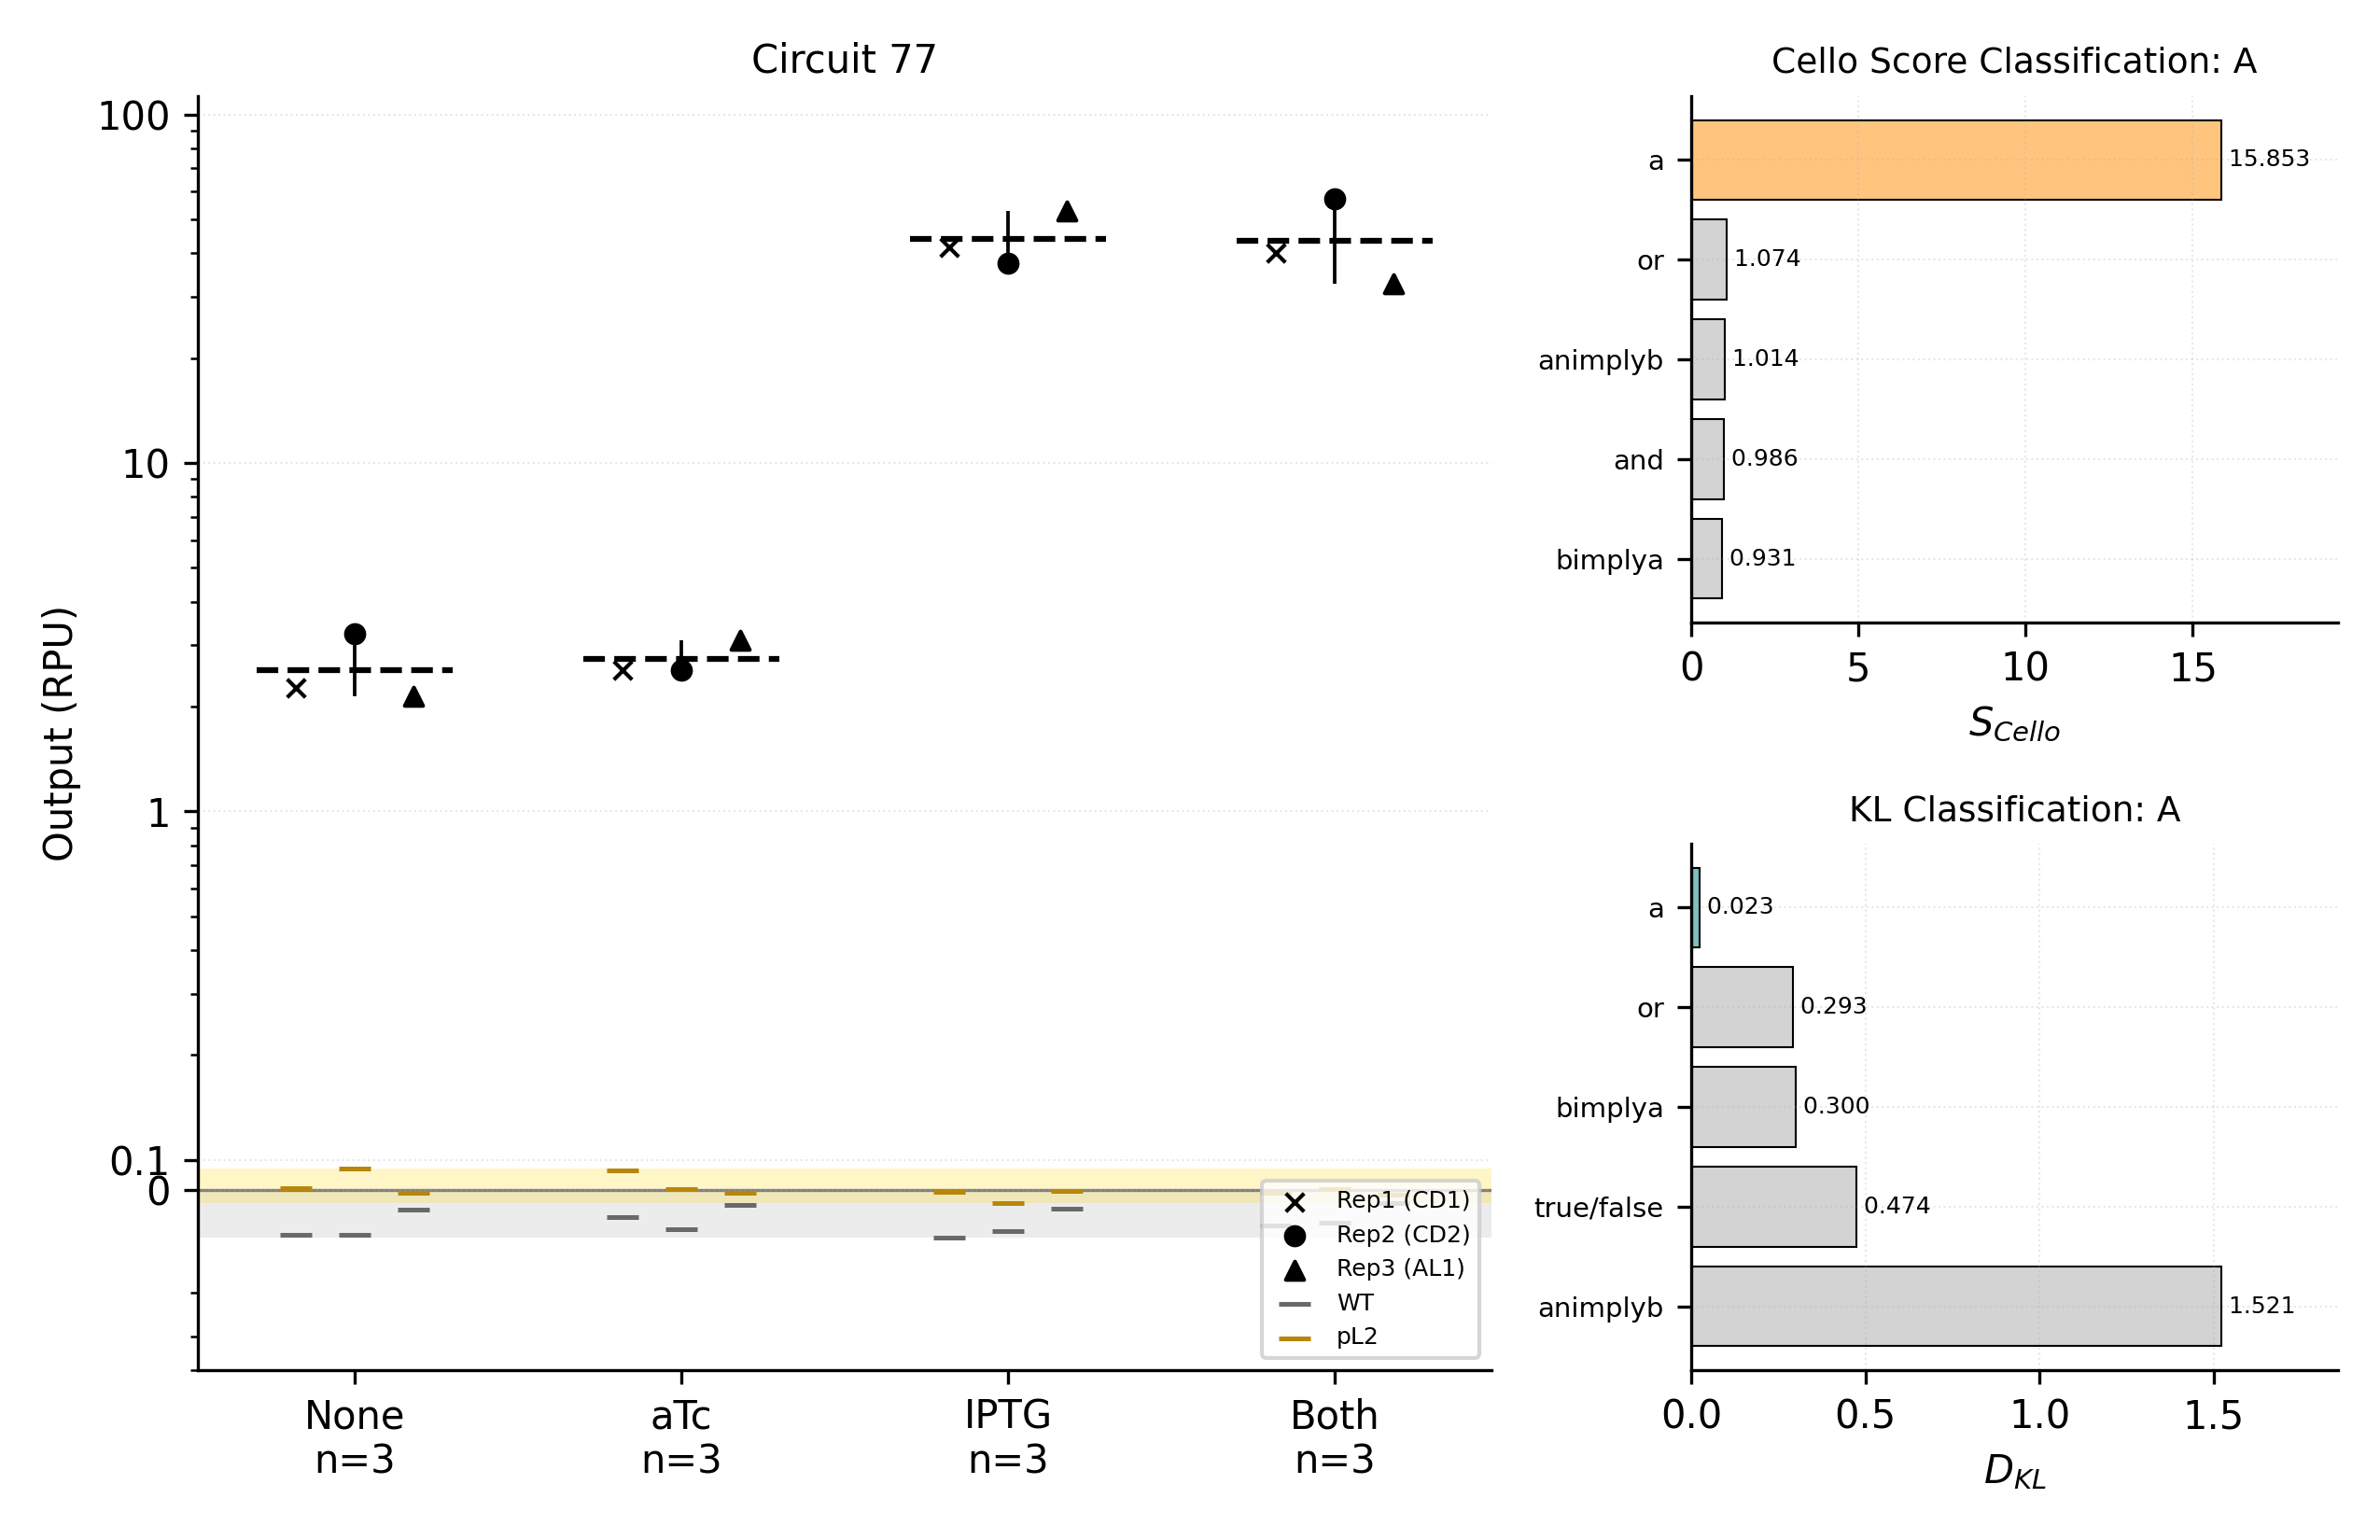 Circuit 77
Output (RPU)
100
10
1
0.1
0
None
n=3
aTc
n=3
IPTG
n=3
Both
n=3
Rep1 (CD1)
Rep2 (CD2)
Rep3 (AL1)
WT
pL2
Cello Score Classification: A
a
15.853
or
1.074
animplyb
1.014
and
0.986
bimplya
0.931
0 5 10 15
S_Cello
KL Classification: A
a
0.023
or
0.293
bimplya
0.300
true/false
0.474
animplyb
1.521
0.0 0.5 1.0 1.5
D_KL